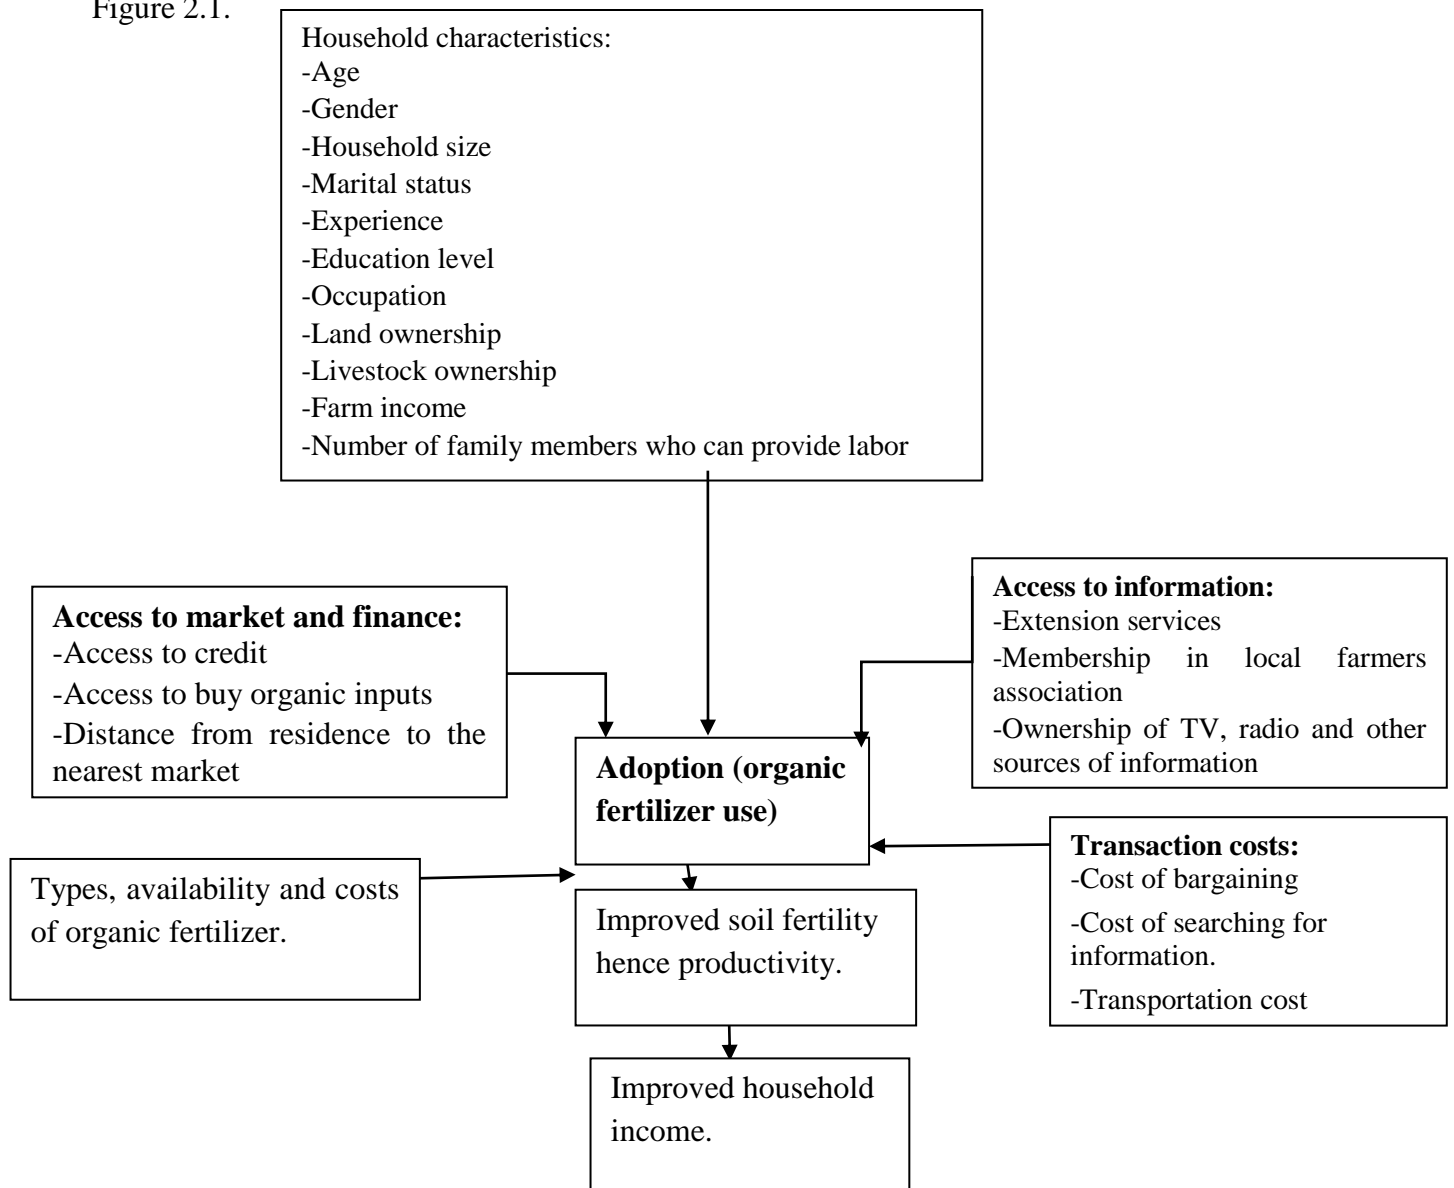 Figure 2.1.
Household characteristics:
-Age
-Gender
-Household size
-Marital status
-Experience
-Education level
-Occupation
-Land ownership
-Livestock ownership
-Farm income
-Number of family members who can provide labor
Access to market and finance:
-Access to credit
-Access to buy organic inputs
-Distance from residence to the
nearest market
Access to information:
-Extension services
-Membership in local farmers
association
-Ownership of TV, radio and other
sources of information
Adoption (organic
fertilizer use)
Types, availability and costs
of organic fertilizer.
Transaction costs:
-Cost of bargaining
-Cost of searching for
information.
-Transportation cost
Improved soil fertility
hence productivity.
Improved household
income.